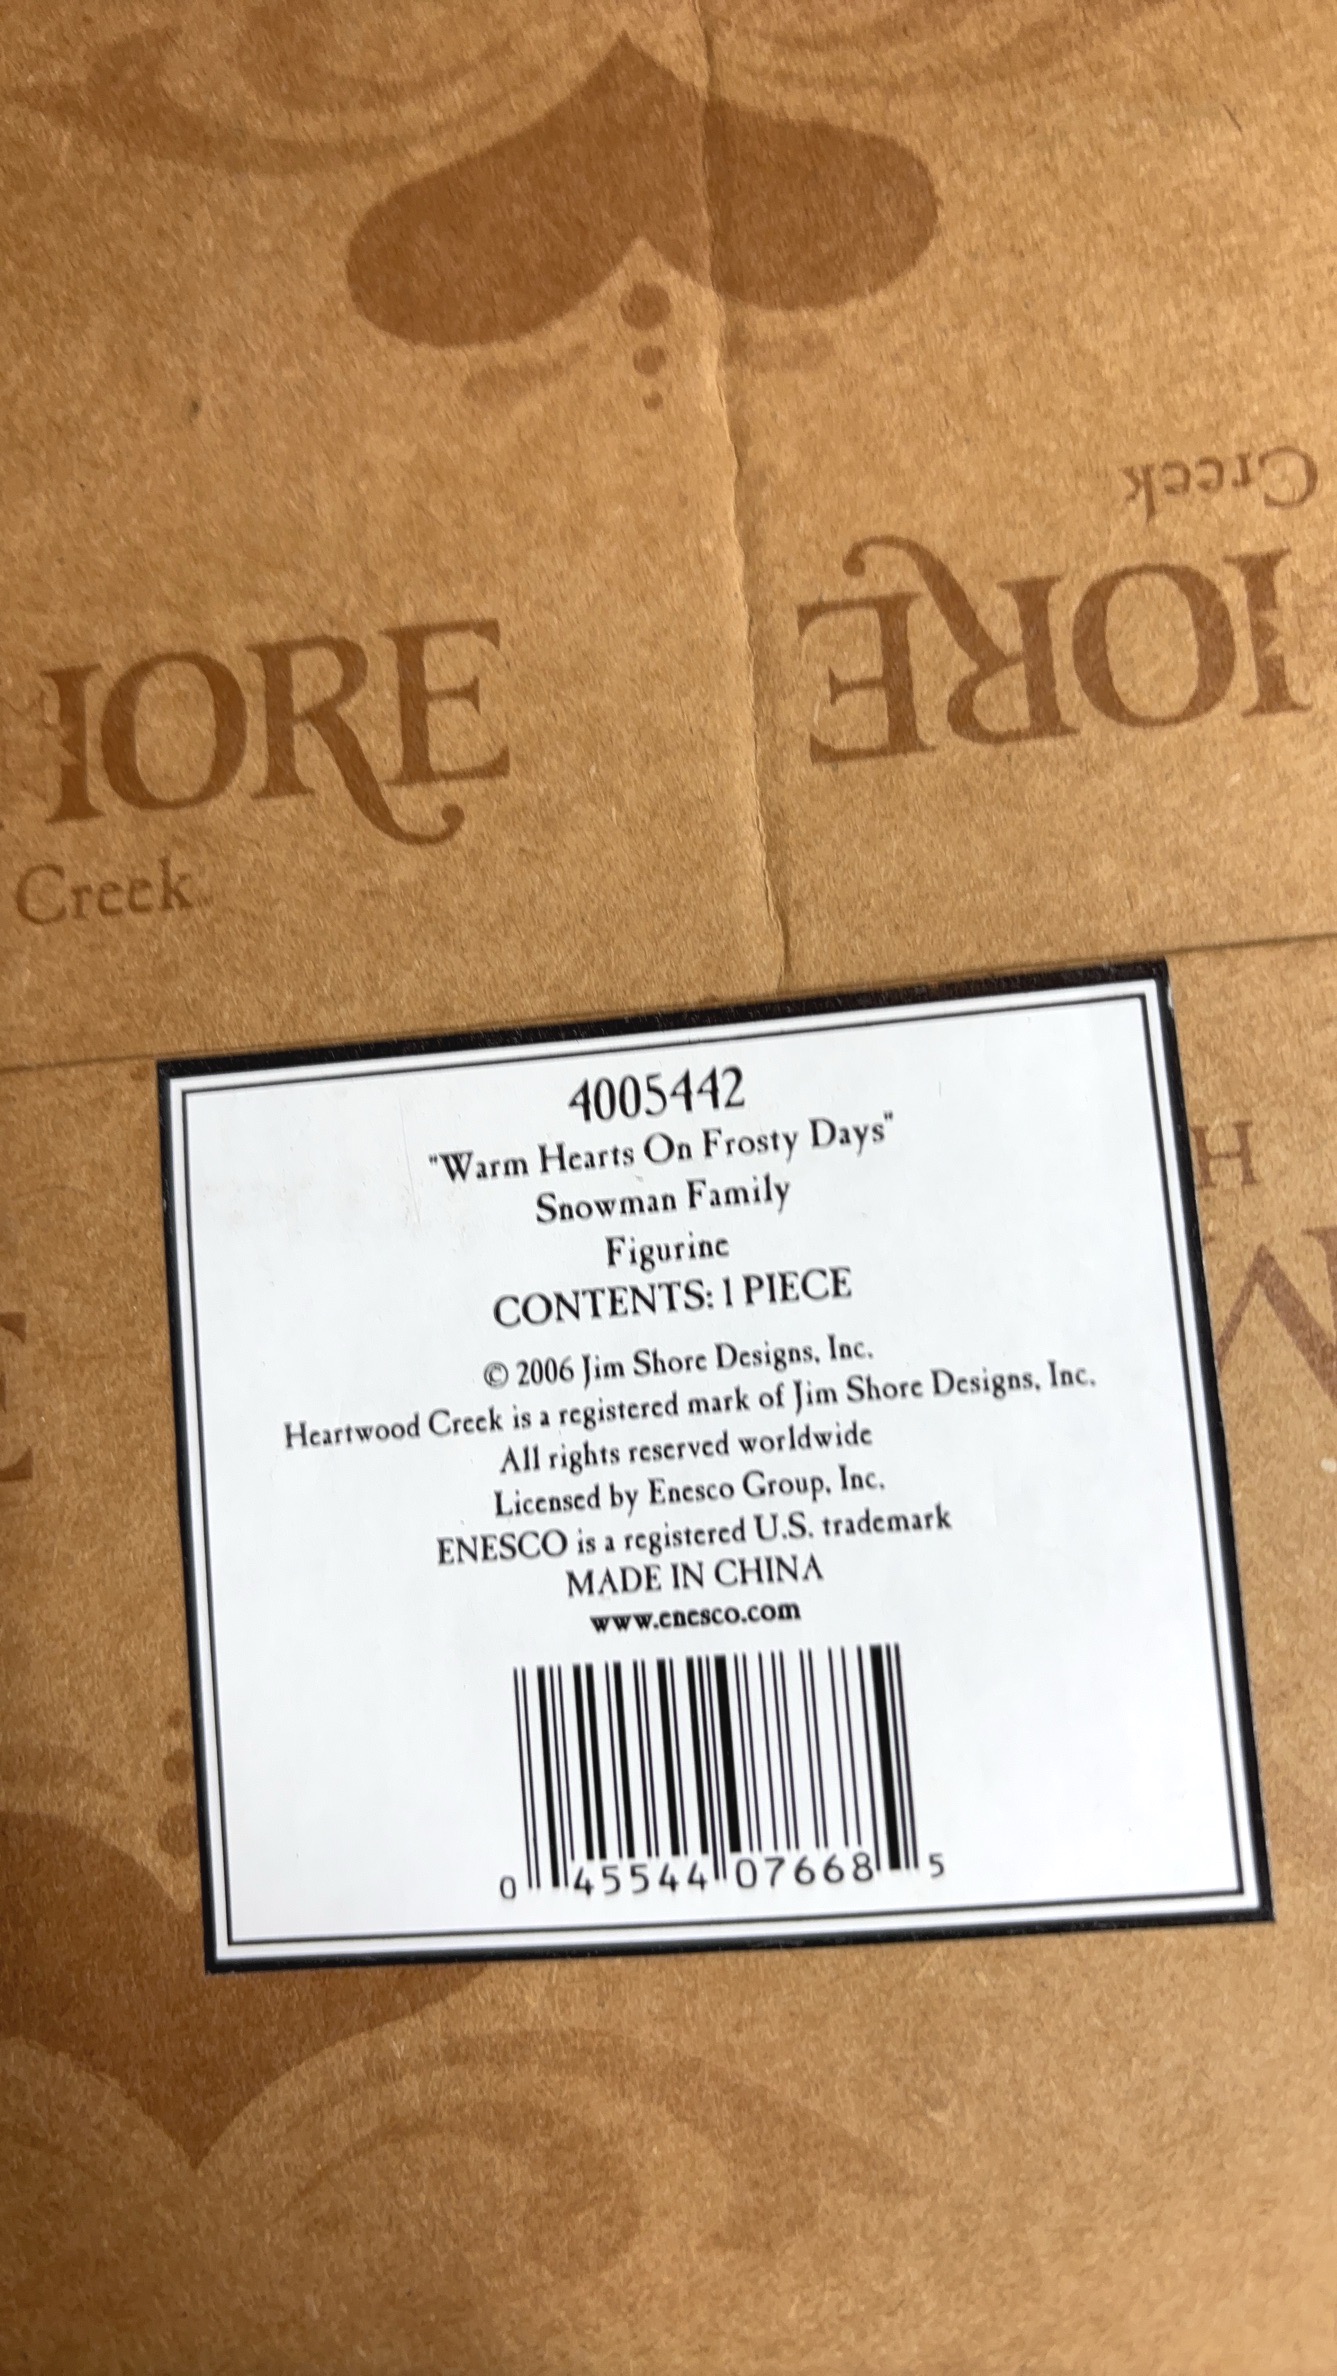 Creek
HORE
HORE
Creek
H
4005442
"Warm Hearts On Frosty Days"
Snowman Family
Figurine
CONTENTS: 1 PIECE
© 2006 Jim Shore Designs, Inc.
Heartwood Creek is a registered mark of Jim Shore Designs, Inc.
All rights reserved worldwide
Licensed by Enesco Group, Inc.
ENESCO is a registered U.S. trademark
MADE IN CHINA
www.enesco.com
0 45544 07668 5